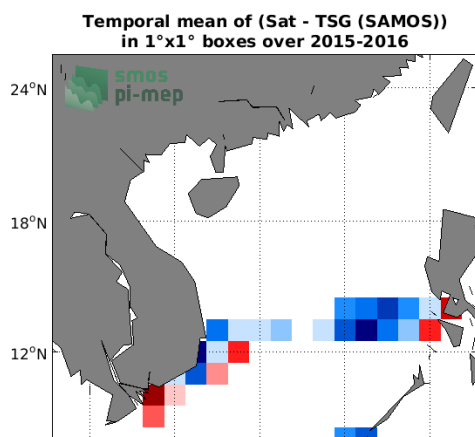 Temporal mean of (Sat - TSG (SAMOS))
in 1°x1° boxes over 2015-2016
smos
pi-mep
24°N
18°N
12°N